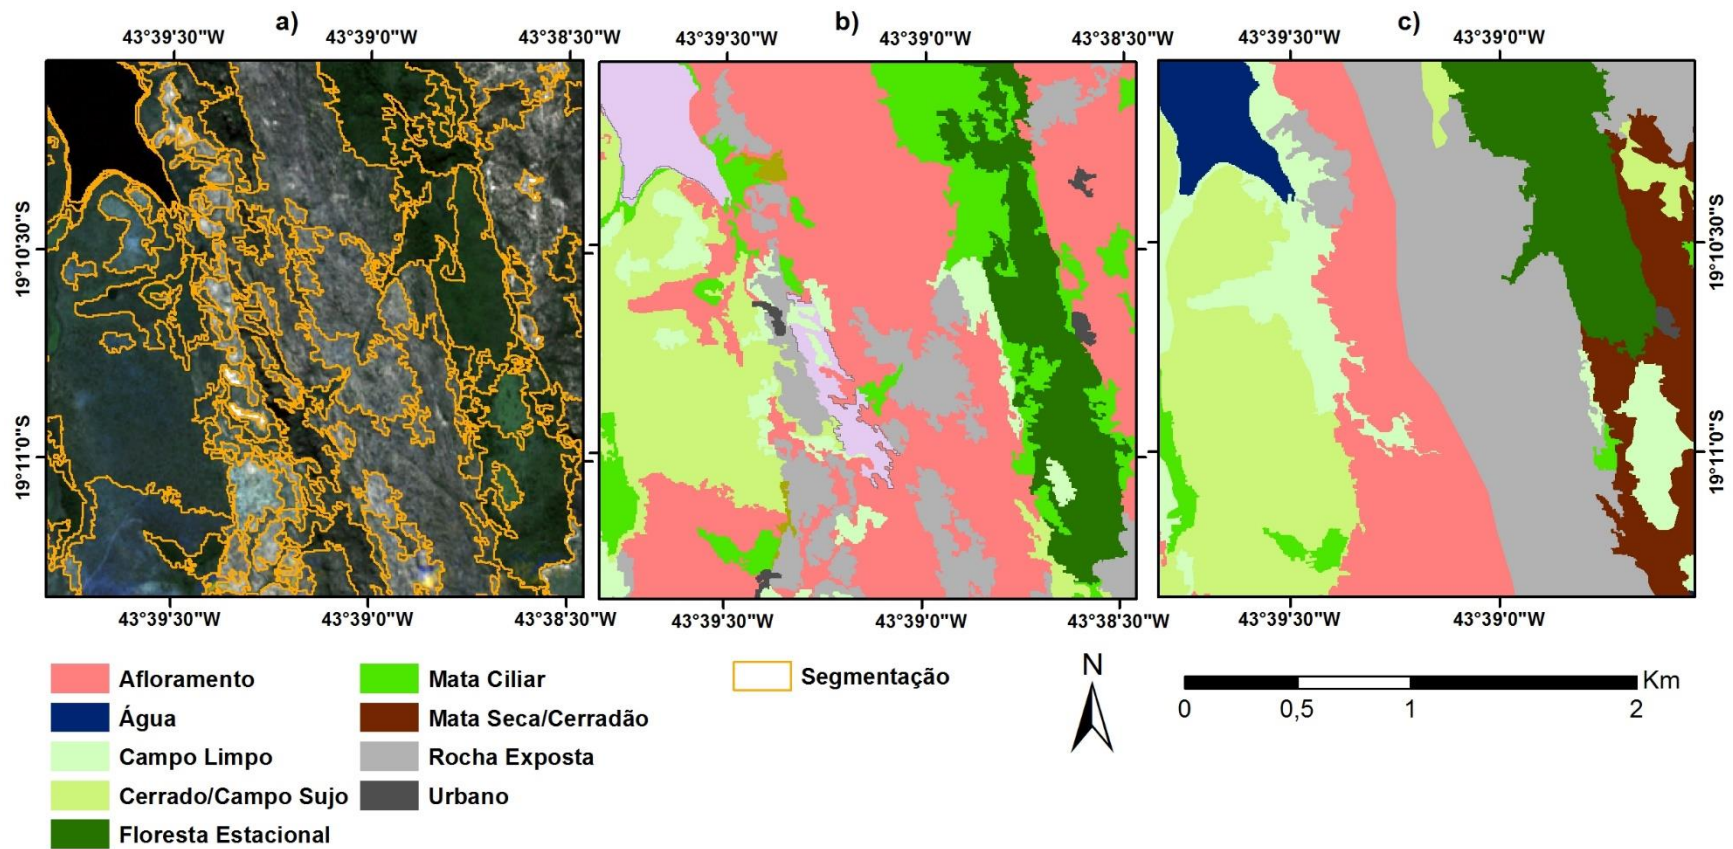 a)
b)
c)
43°39'30"W
43°39'0"W
43°38'30"W
43°39'30"W
43°39'0"W
43°38'30"W
43°39'30"W
43°39'0"W
19°10'30"S
19°11'0"S
19°10'30"S
19°11'0"S
43°39'30"W
43°39'0"W
43°38'30"W
43°39'30"W
43°39'0"W
43°38'30"W
43°39'30"W
43°39'0"W
Afloramento
Água
Campo Limpo
Cerrado/Campo Sujo
Floresta Estacional
Mata Ciliar
Mata Seca/Cerradão
Rocha Exposta
Urbano
Segmentação
N
Km
0 0,5 1 2